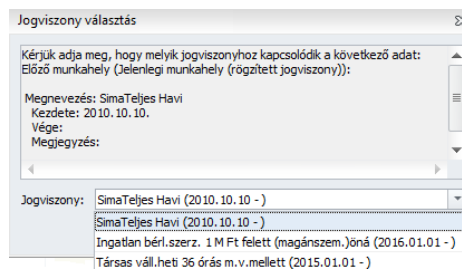 Jogviszony választás
Kérjük adja meg, hogy melyik jogviszonyhoz kapcsolódik a következő adat:
Előző munkahely (Jelenlegi munkahely (rögzített jogviszony)):
Megnevezés: SimaTeljes Havi
Kezdete: 2010.10.10.
Vége:
Megjegyzés:
Jogviszony: SimaTeljes Havi (2010.10.10 - )
SimaTeljes Havi (2010.10.10 - )
Ingatlan bérl.szerz. 1 M Ft felett (magánszem.)öná (2016.01.01 - )
Társas váll.heti 36 órás m.v.mellett (2015.01.01 - )